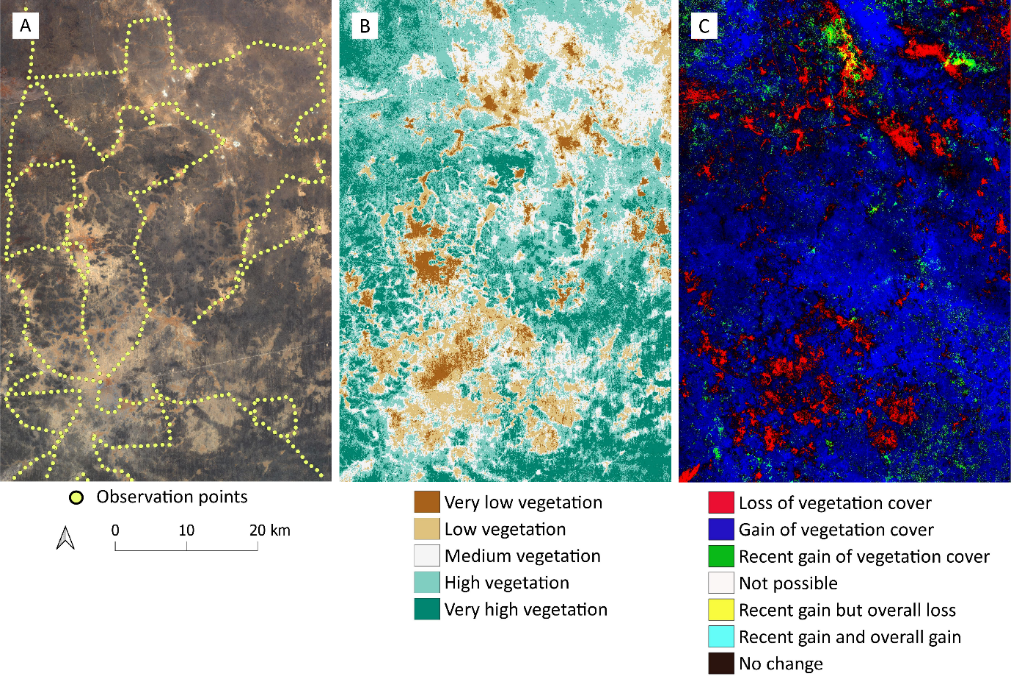 A
B
C
Observation points
0 10 20 km
Very low vegetation
Low vegetation
Medium vegetation
High vegetation
Very high vegetation
Loss of vegetation cover
Gain of vegetation cover
Recent gain of vegetation cover
Not possible
Recent gain but overall loss
Recent gain and overall gain
No change